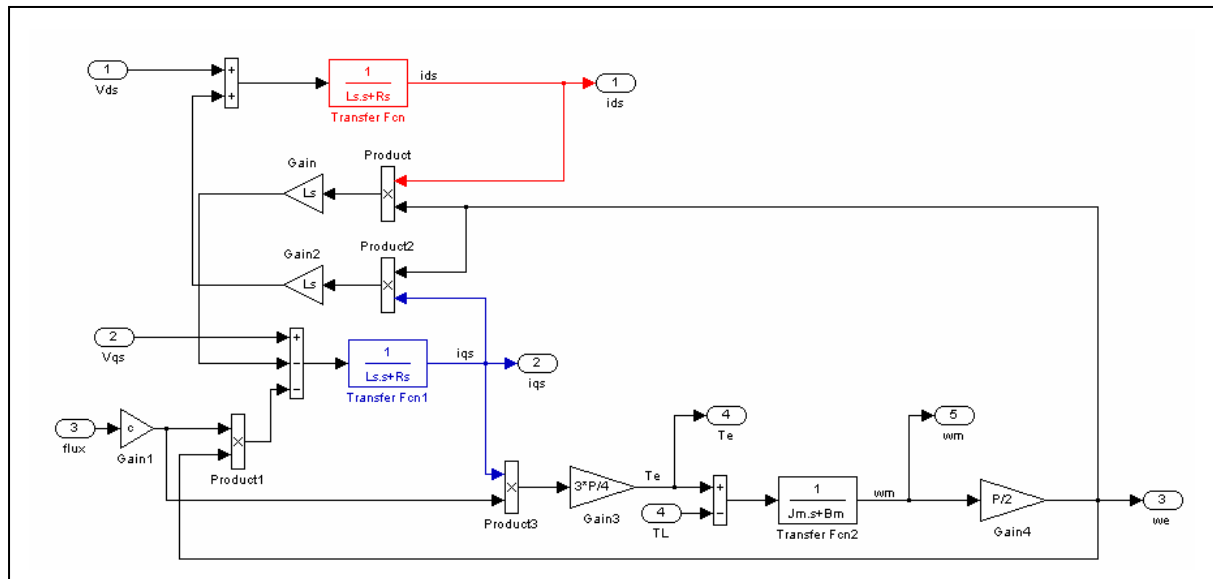 1
Vds
+
+
1
Ls.s+Rs
Transfer Fcn
ids
1
ids
Gain
Ls
Product
×
Gain2
Ls
Product2
×
2
Vqs
+
−
−
1
Ls.s+Rs
Transfer Fcn1
iqs
2
iqs
3
flux
c
Gain1
×
Product1
×
Product3
3*P/4
Gain3
Te
4
Te
4
TL
+
−
1
Jm.s+Bm
Transfer Fcn2
wm
5
wm
P/2
Gain4
3
we